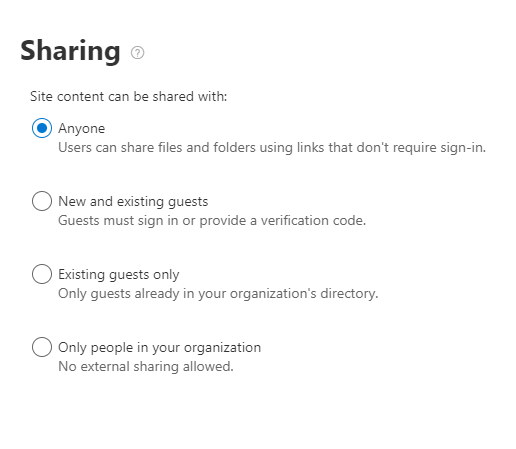 Sharing ?
Site content can be shared with:
Anyone
Users can share files and folders using links that don't require sign-in.
New and existing guests
Guests must sign in or provide a verification code.
Existing guests only
Only guests already in your organization's directory.
Only people in your organization
No external sharing allowed.